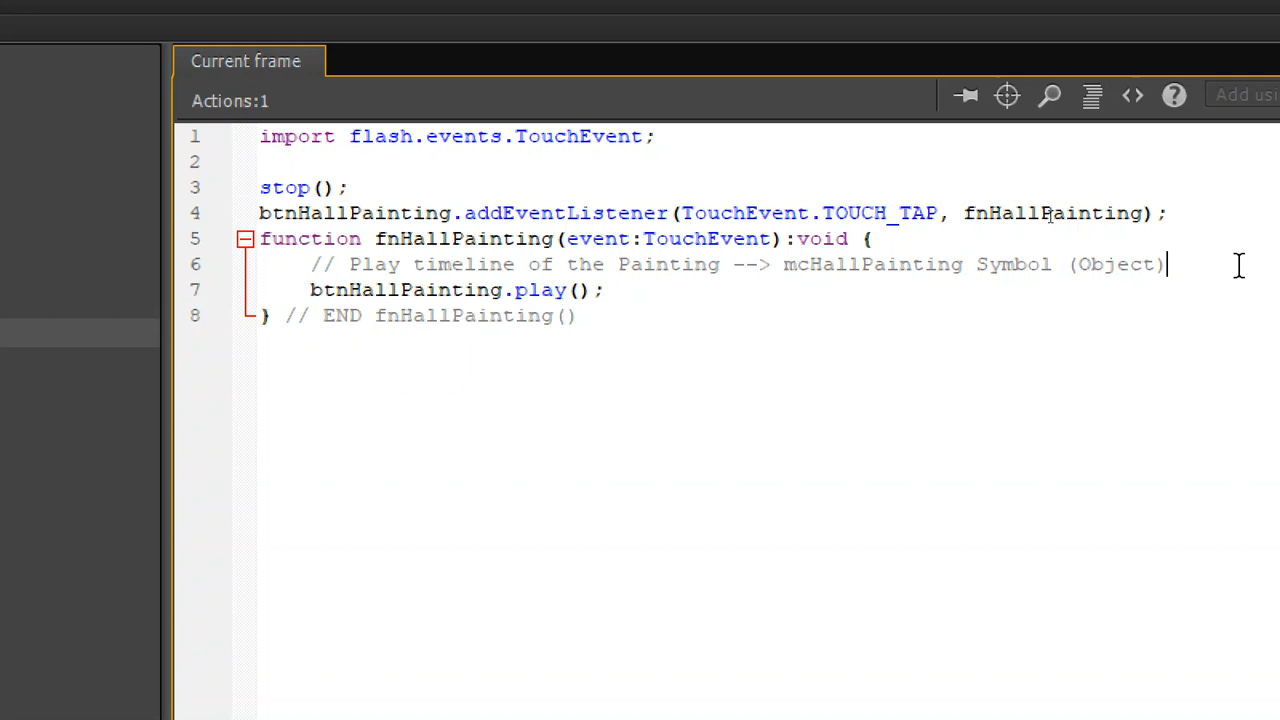 Current frame
Actions:1
Add usi
1 import flash.events.TouchEvent;
2
3 stop();
4 btnHallPainting.addEventListener(TouchEvent.TOUCH_TAP, fnHallPainting);
5 function fnHallPainting(event:TouchEvent):void {
6 // Play timeline of the Painting --> mcHallPainting Symbol (Object)
7 btnHallPainting.play();
8 } // END fnHallPainting()